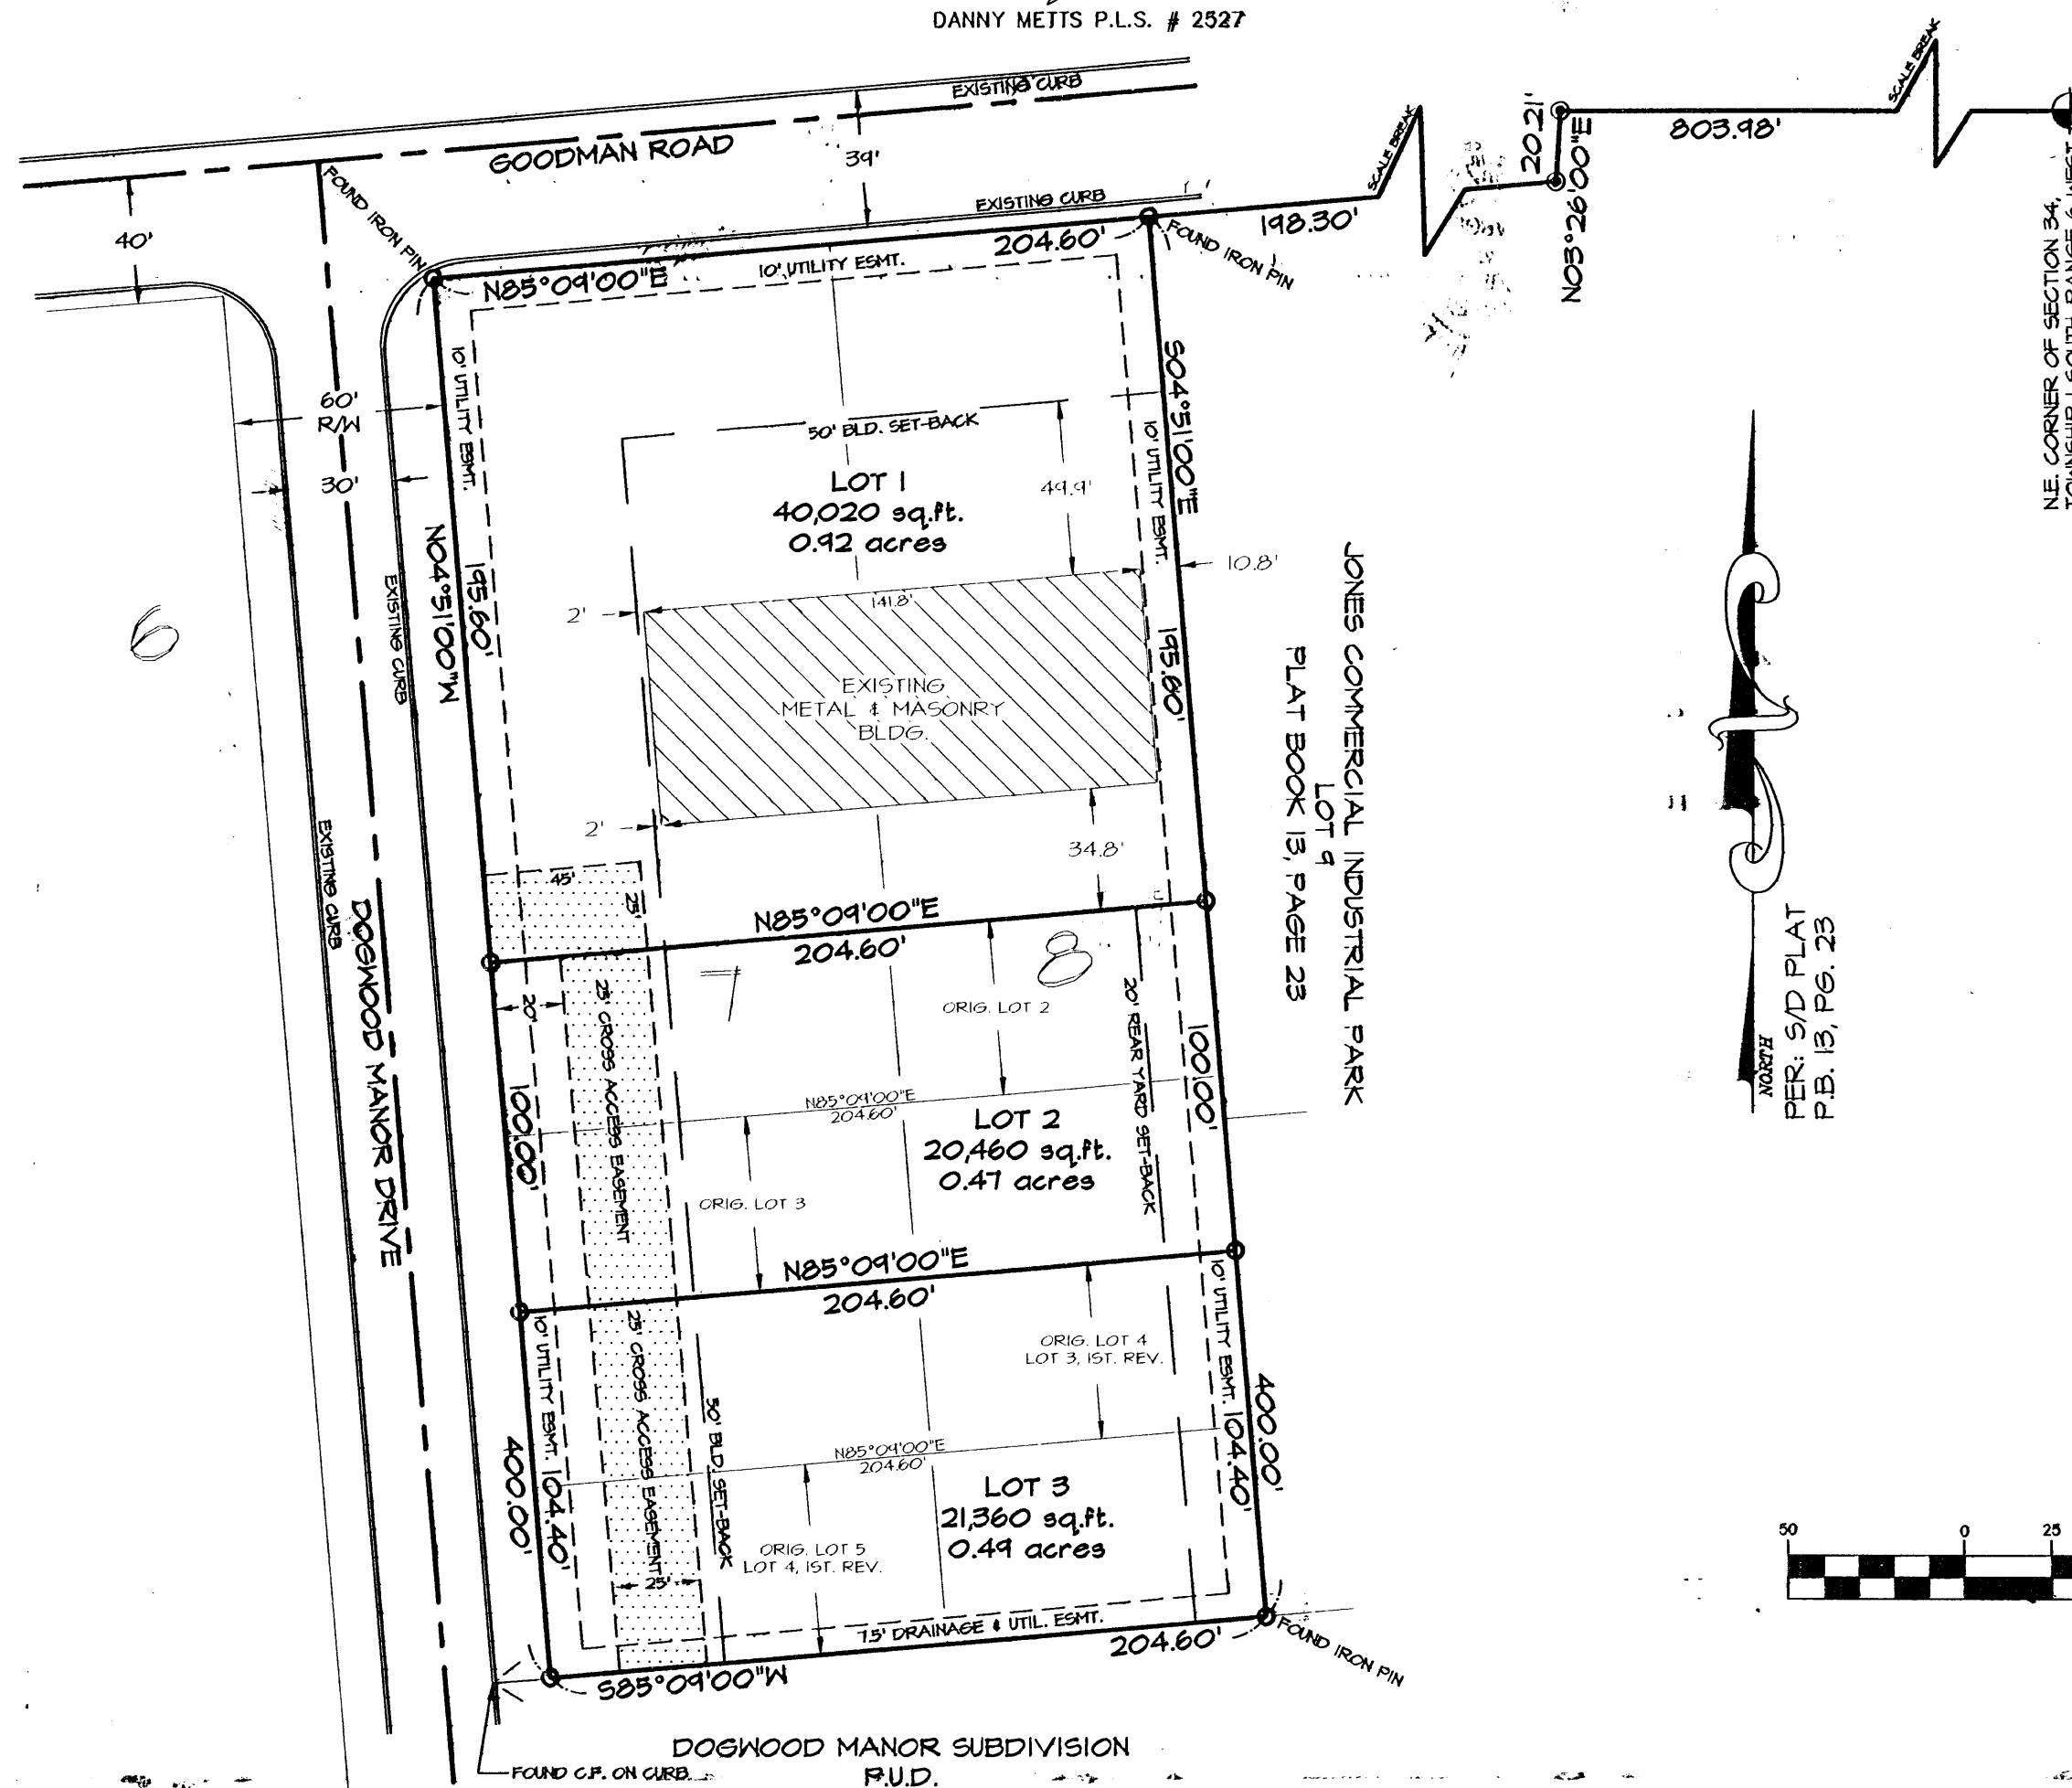 DANNY METTS P.L.S. # 2527
EXISTING CURB
GOODMAN ROAD
39'
40'
FOUND IRON PIN
EXISTING CURB
204.60'
FOUND IRON PIN
198.30'
SCALE BREAK
20.21'
N03°26'00"E
803.98'
SCALE BREAK
N.E. CORNER OF SECTION 34,
TOWNSHIP 1 SOUTH, RANGE 6 WEST
N85°09'00"E
10' UTILITY ESMT.
60'
R/W
30'
10' UTILITY ESMT.
N04°51'00"W
195.60'
EXISTING CURB
EXISTING CURB
DOGWOOD MANOR DRIVE
50' BLD. SET-BACK
LOT 1
40,020 sq.ft.
0.92 acres
49.9'
S04°51'00"E
10' UTILITY ESMT.
10.8'
195.60'
2'
141.8'
EXISTING
METAL & MASONRY
BLDG.
2'
34.8'
45'
25'
6
JONES COMMERCIAL INDUSTRIAL PARK
LOT 9
PLAT BOOK 13, PAGE 23
N85°09'00"E
204.60'
7
8
20'
25' CROSS ACCESS EASEMENT
ORIG. LOT 2
20' REAR YARD SET-BACK
100.00'
100.00'
N85°09'00"E
204.60'
LOT 2
20,460 sq.ft.
0.47 acres
ORIG. LOT 3
N85°09'00"E
204.60'
10' UTILITY ESMT.
25' CROSS ACCESS EASEMENT
50' BLD. SET-BACK
ORIG. LOT 4
LOT 3, 1ST. REV.
10' UTILITY ESMT.
104.40'
400.00'
400.00'
104.40'
N85°09'00"E
204.60'
LOT 3
21,360 sq.ft.
0.49 acres
ORIG. LOT 5
LOT 4, 1ST. REV.
25'
7.5' DRAINAGE & UTIL. ESMT.
204.60'
FOUND IRON PIN
S85°09'00"W
DOGWOOD MANOR SUBDIVISION
P.U.D.
FOUND C.P. ON CURB
NORTH
PER: S/D PLAT
P.B. 13, PG. 23
50 0 25